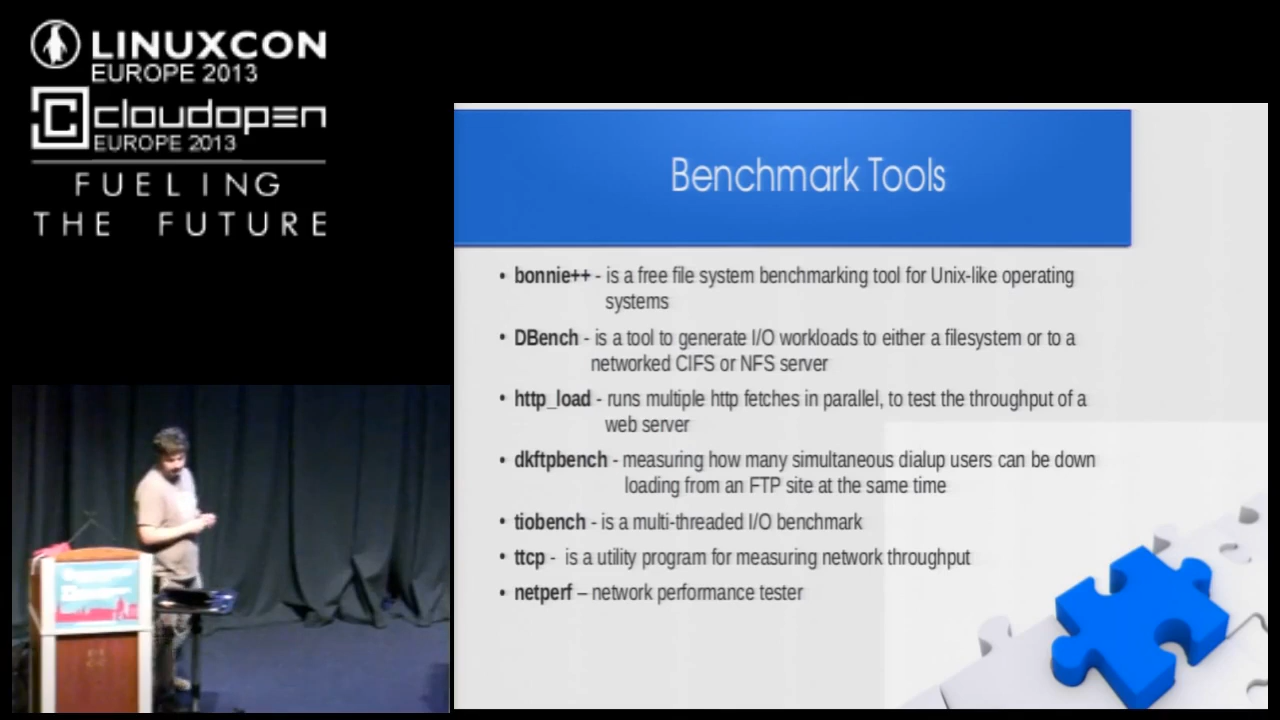 LINUXCON
EUROPE 2013
cloudopen
EUROPE 2013
FUELING
THE FUTURE
Benchmark Tools
• bonnie++ - is a free file system benchmarking tool for Unix-like operating
systems
• DBench - is a tool to generate I/O workloads to either a filesystem or to a
networked CIFS or NFS server
• http_load - runs multiple http fetches in parallel, to test the throughput of a
web server
• dkftpbench - measuring how many simultaneous dialup users can be down
loading from an FTP site at the same time
• tiobench - is a multi-threaded I/O benchmark
• ttcp - is a utility program for measuring network throughput
• netperf – network performance tester